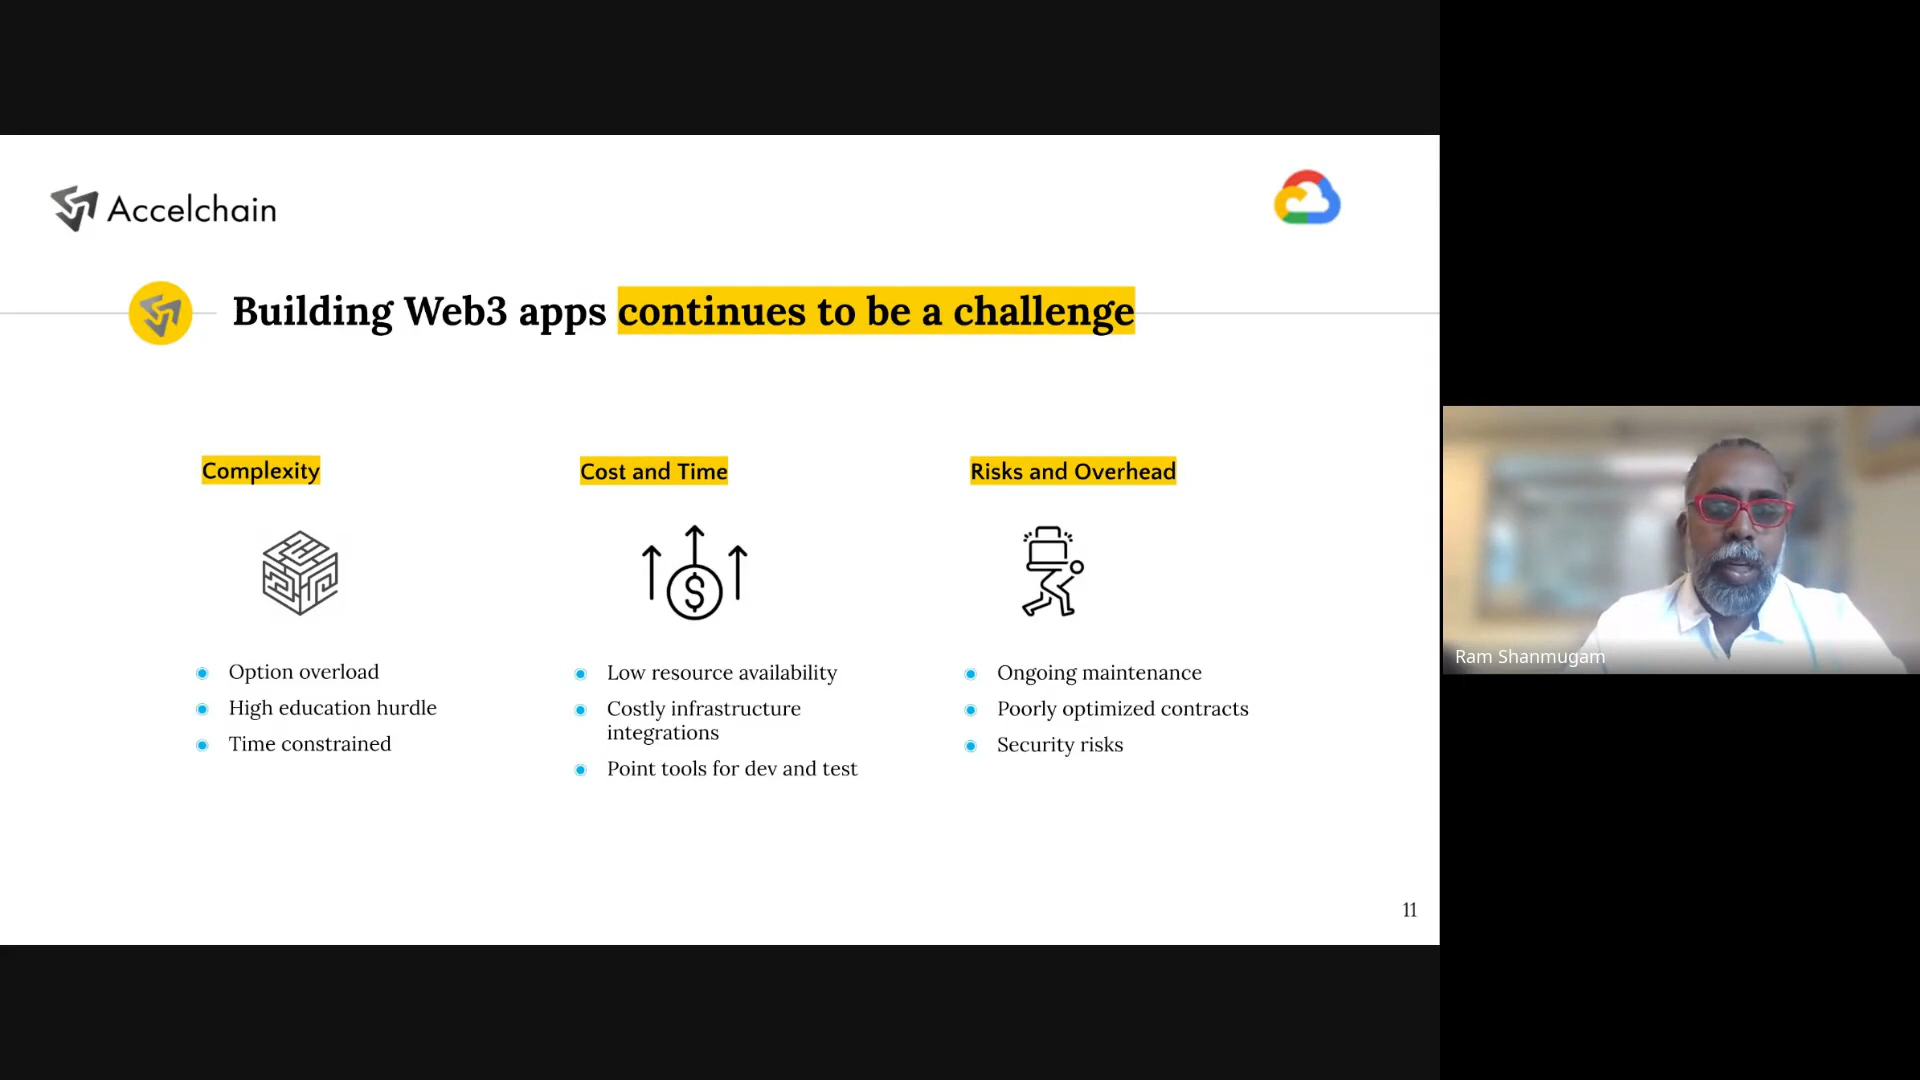 Accelchain
Building Web3 apps continues to be a challenge
Complexity
Option overload
High education hurdle
Time constrained
Cost and Time
$
Low resource availability
Costly infrastructure
integrations
Point tools for dev and test
Risks and Overhead
Ongoing maintenance
Poorly optimized contracts
Security risks
11
Ram Shanmugam